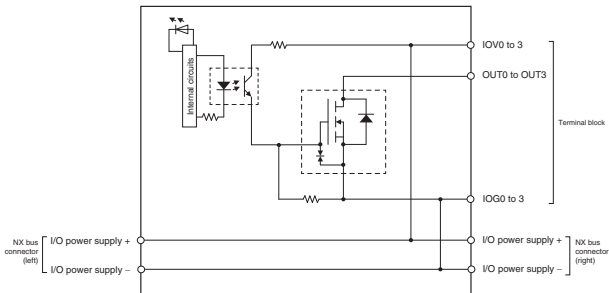 Internal circuits
IOV0 to 3
OUT0 to OUT3
Terminal block
IOG0 to 3
NX bus
connector
(left)
I/O power supply +
I/O power supply −
I/O power supply +
I/O power supply −
NX bus
connector
(right)